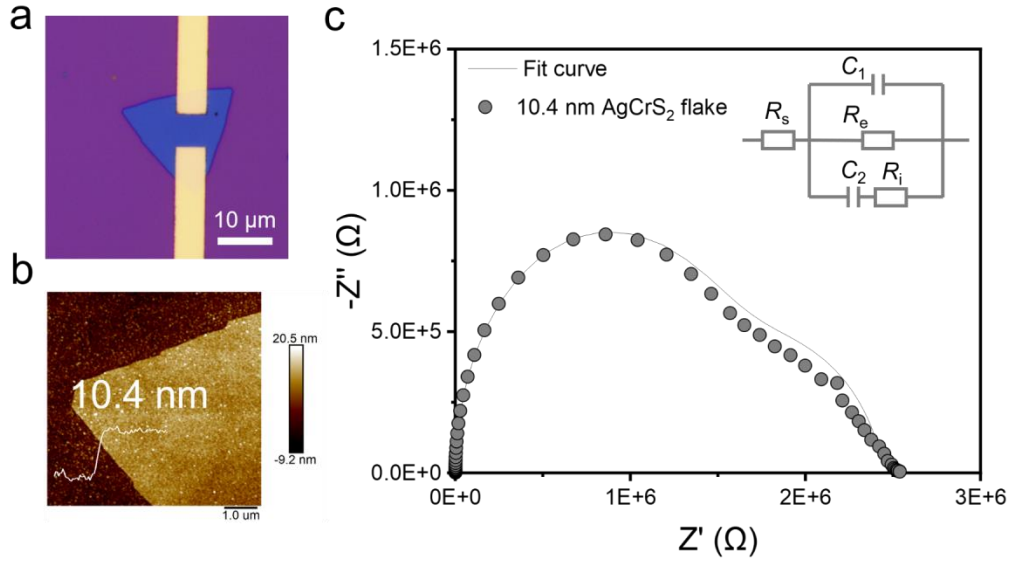 a
10 μm
b
10.4 nm
20.5 nm
-9.2 nm
1.0 um
c
-Z'' (Ω)
1.5E+6
1.0E+6
5.0E+5
0.0E+0
Fit curve
10.4 nm AgCrS₂ flake
C₁
Rₛ
Rₑ
C₂
Rᵢ
0E+0
1E+6
2E+6
3E+6
Z' (Ω)